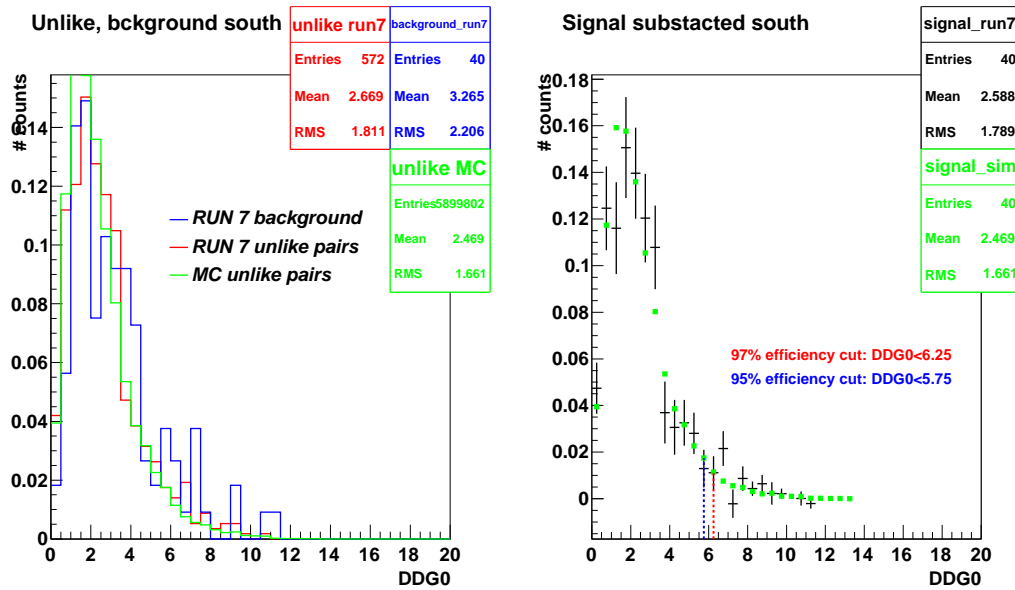 Unlike, bckground south
unlike run7
Entries 572
Mean 2.669
RMS 1.811
background_run7
Entries 40
Mean 3.265
RMS 2.206
unlike MC
Entries 5899802
Mean 2.469
RMS 1.661
# counts
0.14
0.12
0.1
0.08
0.06
0.04
0.02
0
RUN 7 background
RUN 7 unlike pairs
MC unlike pairs
0 2 4 6 8 10 12 14 16 18 20
DDG0
Signal substacted south
signal_run7
Entries 40
Mean 2.588
RMS 1.789
signal_sim
Entries 40
Mean 2.469
RMS 1.661
# counts
0.18
0.16
0.14
0.12
0.1
0.08
0.06
0.04
0.02
0
97% efficiency cut: DDG0<6.25
95% efficiency cut: DDG0<5.75
0 2 4 6 8 10 12 14 16 18 20
DDG0